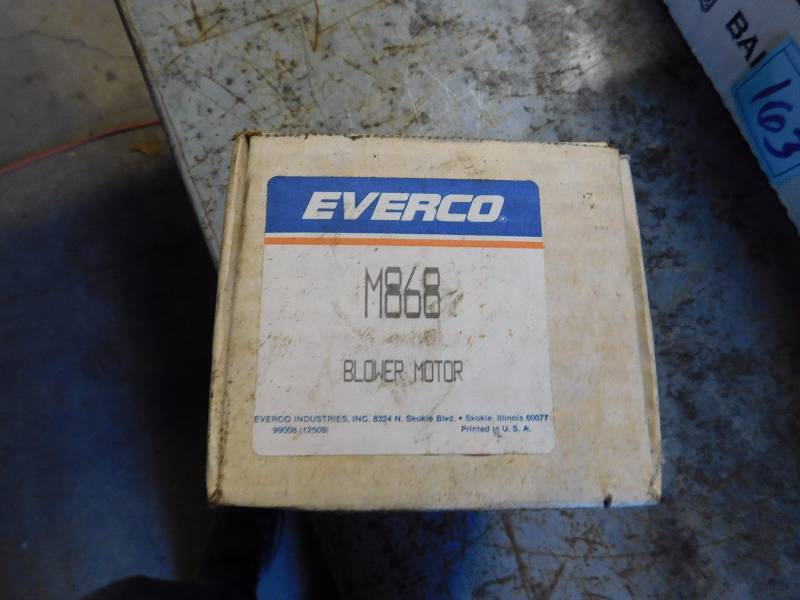 EVERCO®
M868
BLOWER MOTOR
EVERCO INDUSTRIES, INC. 8324 N. Skokie Blvd. • Skokie, Illinois 60077
99008 (12509) Printed in U. S. A.
163